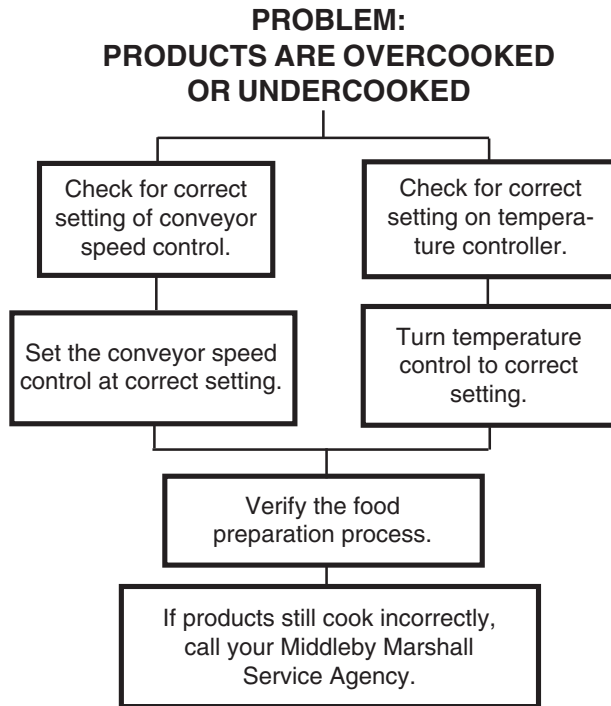 PROBLEM:
PRODUCTS ARE OVERCOOKED
OR UNDERCOOKED
Check for correct
setting of conveyor
speed control.
Check for correct
setting on tempera-
ture controller.
Set the conveyor speed
control at correct setting.
Turn temperature
control to correct
setting.
Verify the food
preparation process.
If products still cook incorrectly,
call your Middleby Marshall
Service Agency.